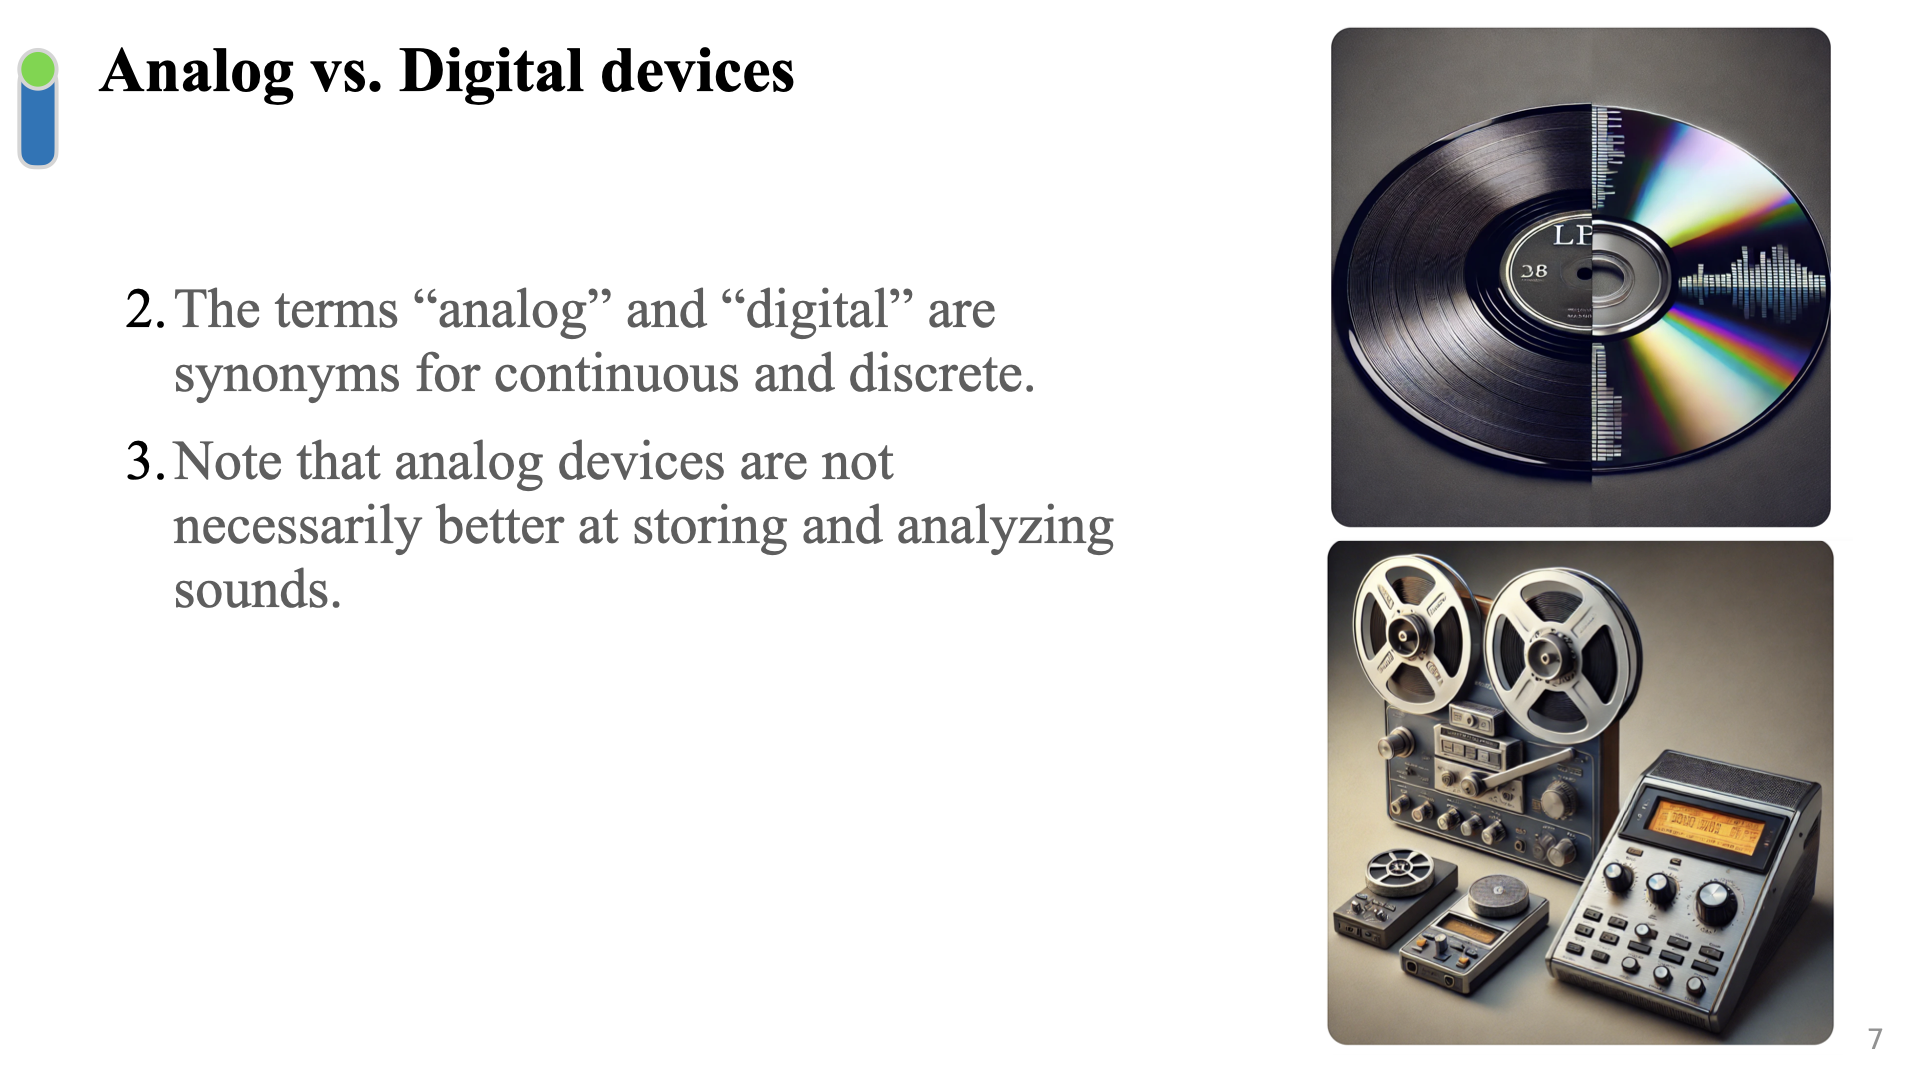 Analog vs. Digital devices
2. The terms “analog” and “digital” are
synonyms for continuous and discrete.
3. Note that analog devices are not
necessarily better at storing and analyzing
sounds.
LP
38
7